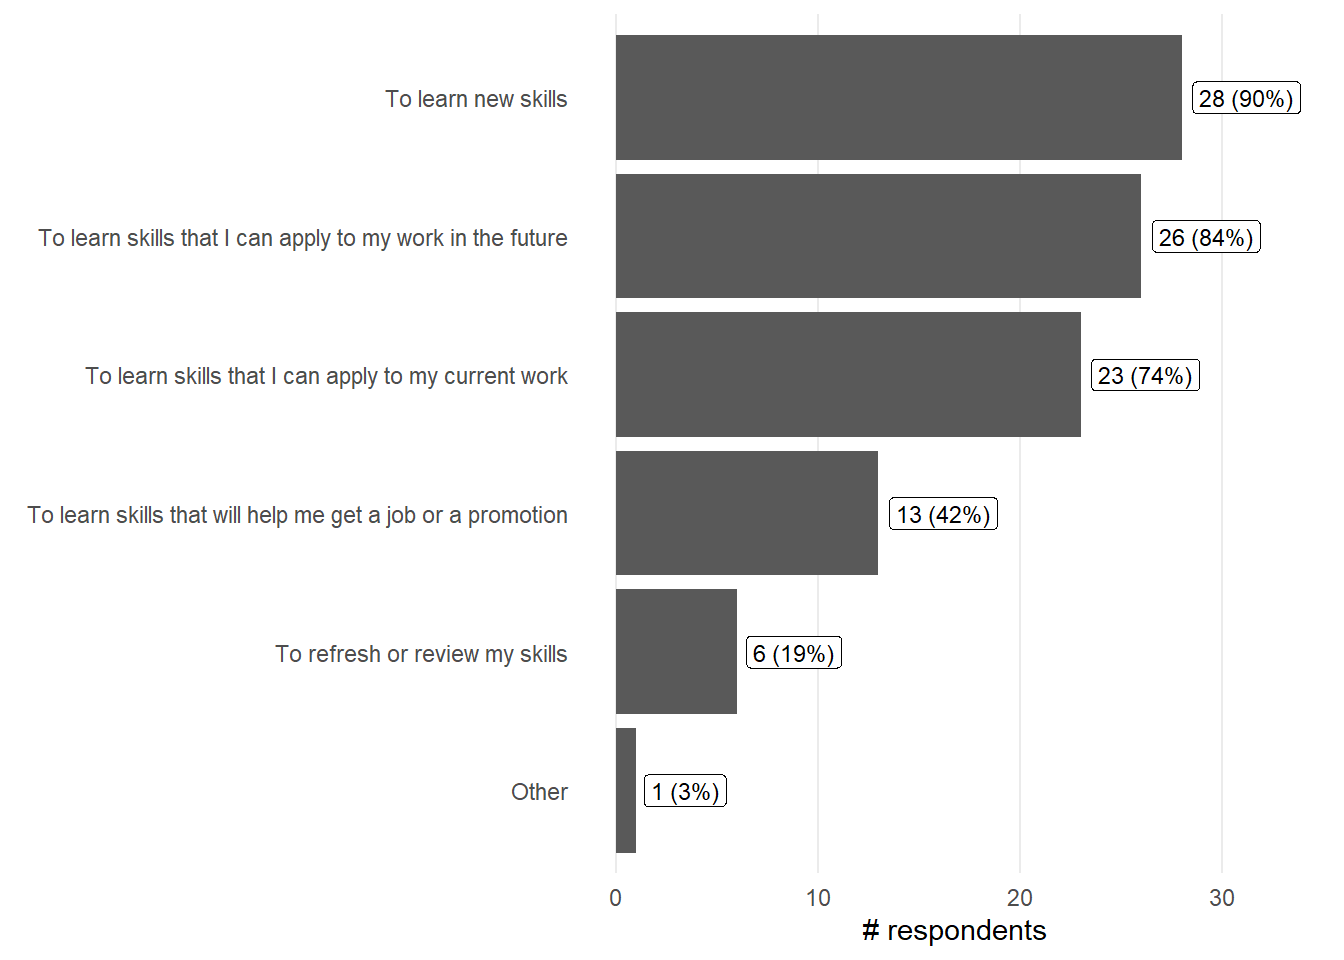 To learn new skills
28 (90%)
To learn skills that I can apply to my work in the future
26 (84%)
To learn skills that I can apply to my current work
23 (74%)
To learn skills that will help me get a job or a promotion
13 (42%)
To refresh or review my skills
6 (19%)
Other
1 (3%)
0 10 20 30
# respondents